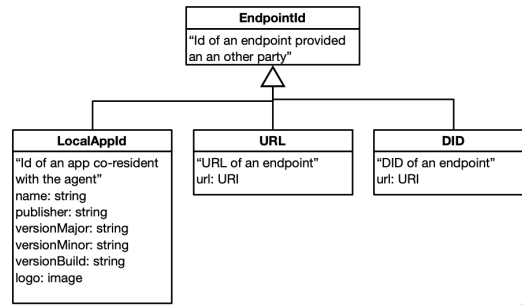 EndpointId
“Id of an endpoint provided
an an other party”
LocalAppId
“Id of an app co-resident
with the agent”
name: string
publisher: string
versionMajor: string
versionMinor: string
versionBuild: string
logo: image
URL
“URL of an endpoint”
url: URI
DID
“DID of an endpoint”
url: URI